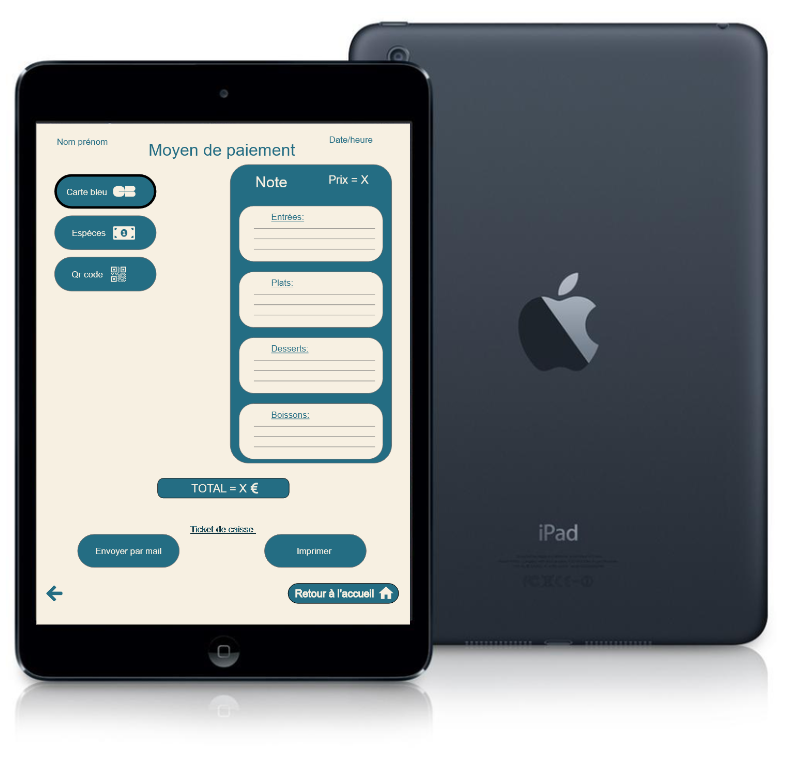 Nom prénom
Date/heure
Moyen de paiement
Carte bleu
Espèces
Qr code
Note
Prix = X
Entrées:
Plats:
Desserts:
Boissons:
TOTAL = X €
Ticket de caisse
Envoyer par mail
Imprimer
Retour à l'accueil
iPad